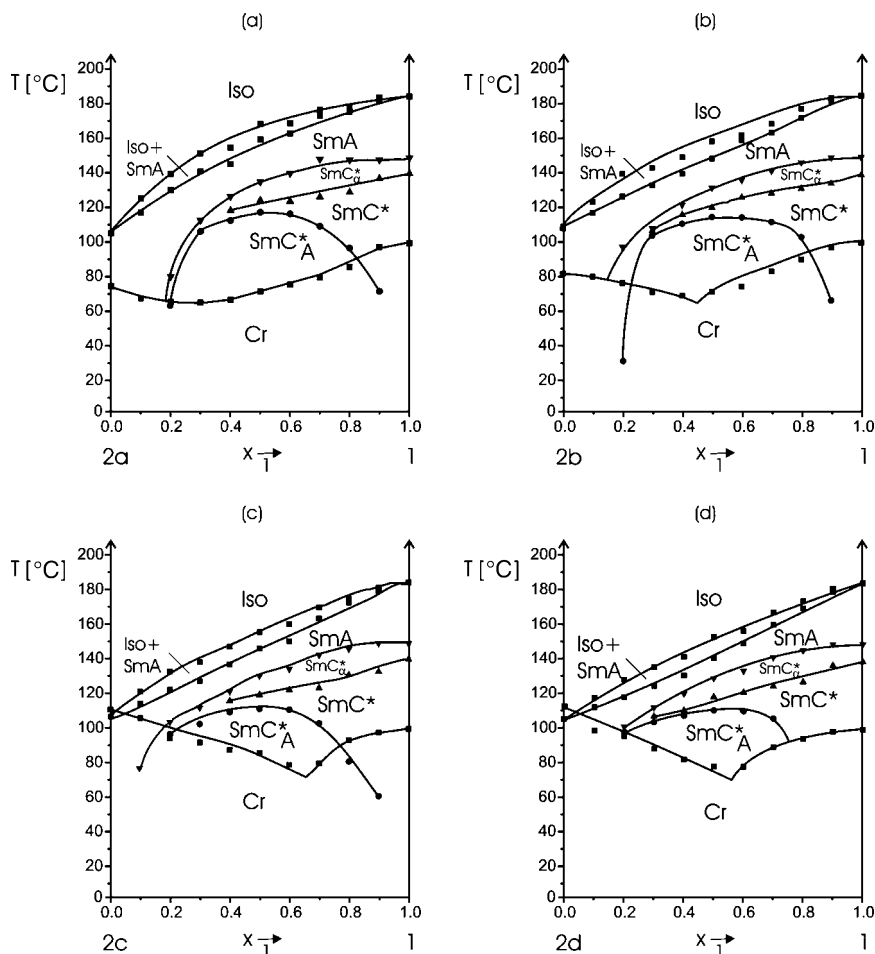 (a)
T [°C]
200
180
160
140
120
100
80
60
40
20
0
Iso
Iso+
SmA
SmA
SmC*α
SmC*
SmC*A
Cr
0.0 0.2 0.4 0.6 0.8 1.0
2a x1→ 1
(b)
T [°C]
200
180
160
140
120
100
80
60
40
20
0
Iso
Iso+
SmA
SmA
SmC*α
SmC*
SmC*A
Cr
0.0 0.2 0.4 0.6 0.8 1.0
2b x1→ 1
(c)
T [°C]
200
180
160
140
120
100
80
60
40
20
0
Iso
Iso+
SmA
SmA
SmC*α
SmC*
SmC*A
Cr
0.0 0.2 0.4 0.6 0.8 1.0
2c x1→ 1
(d)
T [°C]
200
180
160
140
120
100
80
60
40
20
0
Iso
Iso+
SmA
SmA
SmC*α
SmC*
SmC*A
Cr
0.0 0.2 0.4 0.6 0.8 1.0
2d x1→ 1